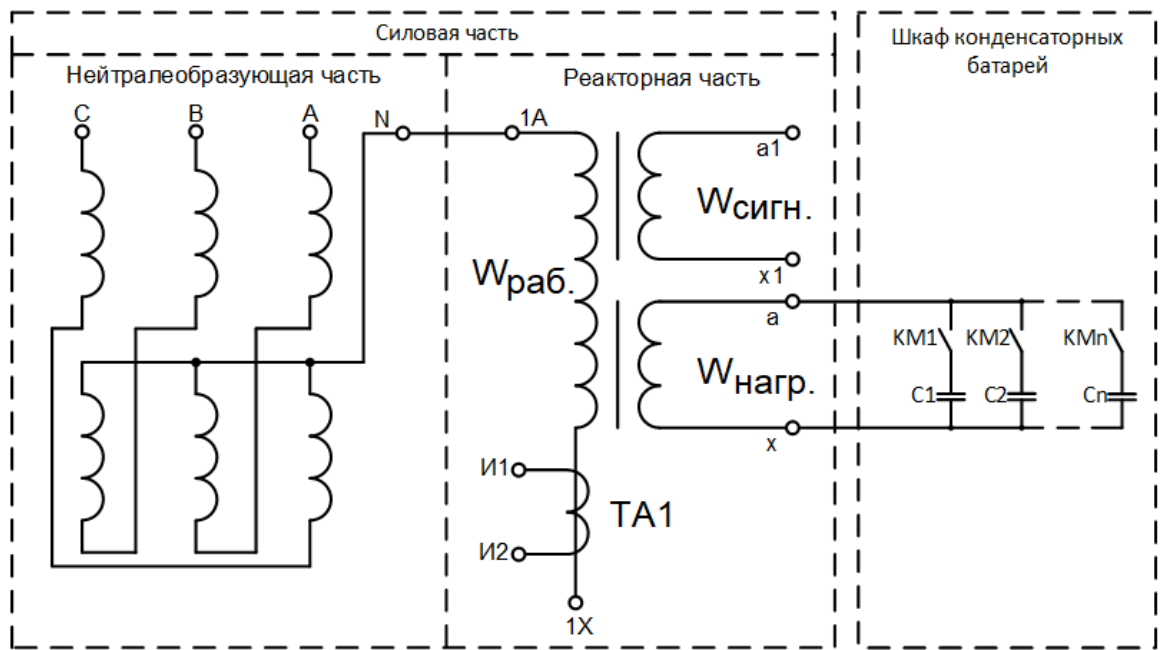 Силовая часть
Шкаф конденсаторных
батарей
Нейтралеобразующая часть
Реакторная часть
C B A N 1A
a1
Wсигн.
x1
Wраб.
a
KM1 KM2 KMn
Wнагр.
C1 C2 Cn
x
И1
TA1
И2
1X